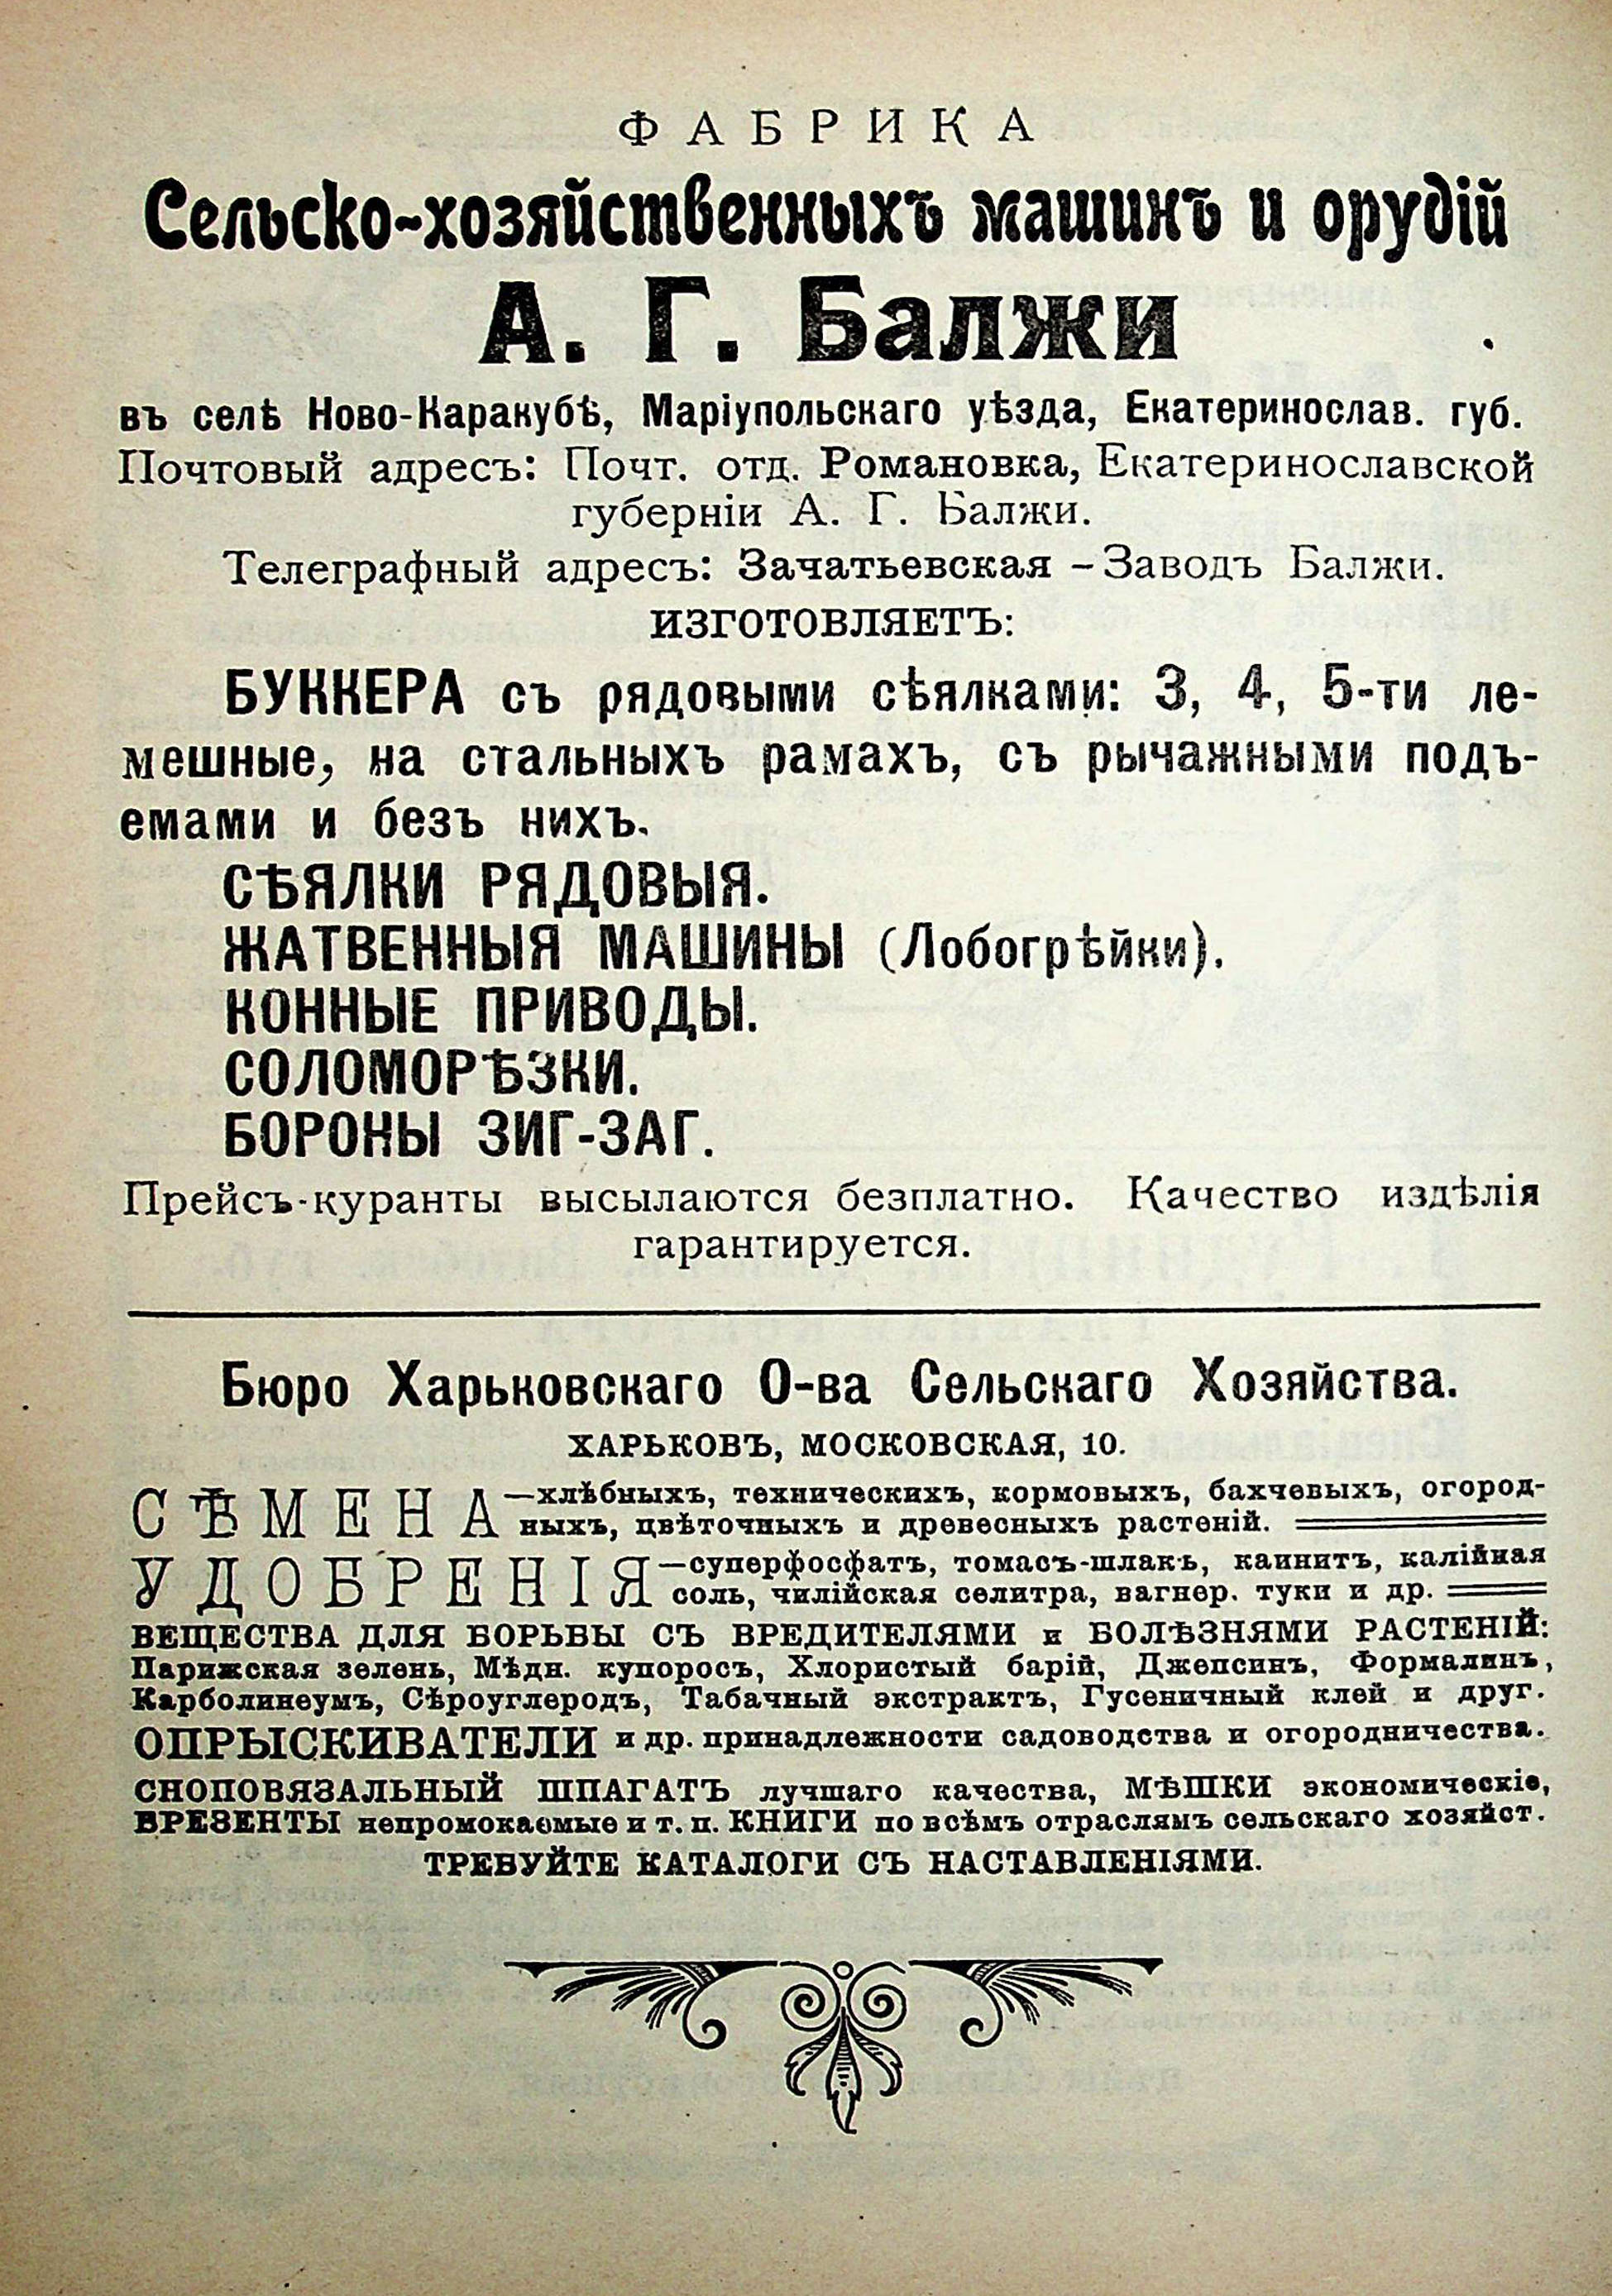 ФАБРИКА
Сельско-хозяйственныхъ машинъ и орудій
А. Г. Балжи
въ селѣ Ново-Каракубѣ, Маріупольскаго уѣзда, Екатеринослав. губ.
Почтовый адресъ: Почт. отд. Романовка, Екатеринославской
губерніи А. Г. Балжи.
Телеграфный адресъ: Зачатьевская – Заводъ Балжи.
ИЗГОТОВЛЯЕТЪ:
БУККЕРА съ рядовыми сѣялками: 3, 4, 5-ти ле-
мешные, на стальныхъ рамахъ, съ рычажными подъ-
емами и безъ нихъ.
СѢЯЛКИ РЯДОВЫЯ.
ЖАТВЕННЫЯ МАШИНЫ (Лобогрѣйки).
КОННЫЕ ПРИВОДЫ.
СОЛОМОРѢЗКИ.
БОРОНЫ ЗИГ-ЗАГ.
Прейсъ-куранты высылаются безплатно. Качество издѣлія
гарантируется.
Бюро Харьковскаго О-ва Сельскаго Хозяйства.
ХАРЬКОВЪ, МОСКОВСКАЯ, 10.
СѢМЕНА —хлѣбныхъ, техническихъ, кормовыхъ, бахчевыхъ, огород-
ныхъ, цвѣточныхъ и древесныхъ растеній.
УДОБРЕНІЯ —суперфосфатъ, томасъ-шлакъ, каинитъ, калійная
соль, чилійская селитра, вагнер. туки и др.
ВЕЩЕСТВА ДЛЯ БОРЬБЫ СЪ ВРЕДИТЕЛЯМИ и БОЛѢЗНЯМИ РАСТЕНІЙ:
Парижская зелень, Мѣдн. купоросъ, Хлористый барій, Джепсинъ, Формалинъ,
Карболинеумъ, Сѣроуглеродъ, Табачный экстрактъ, Гусеничный клей и друг.
ОПРЫСКИВАТЕЛИ и др. принадлежности садоводства и огородничества.
СНОПОВЯЗАЛЬНЫЙ ШПАГАТЪ лучшаго качества, МѢШКИ экономическіе,
БРЕЗЕНТЫ непромокаемые и т. п. КНИГИ по всѣмъ отраслямъ сельскаго хозяйст.
ТРЕБУЙТЕ КАТАЛОГИ СЪ НАСТАВЛЕНІЯМИ.